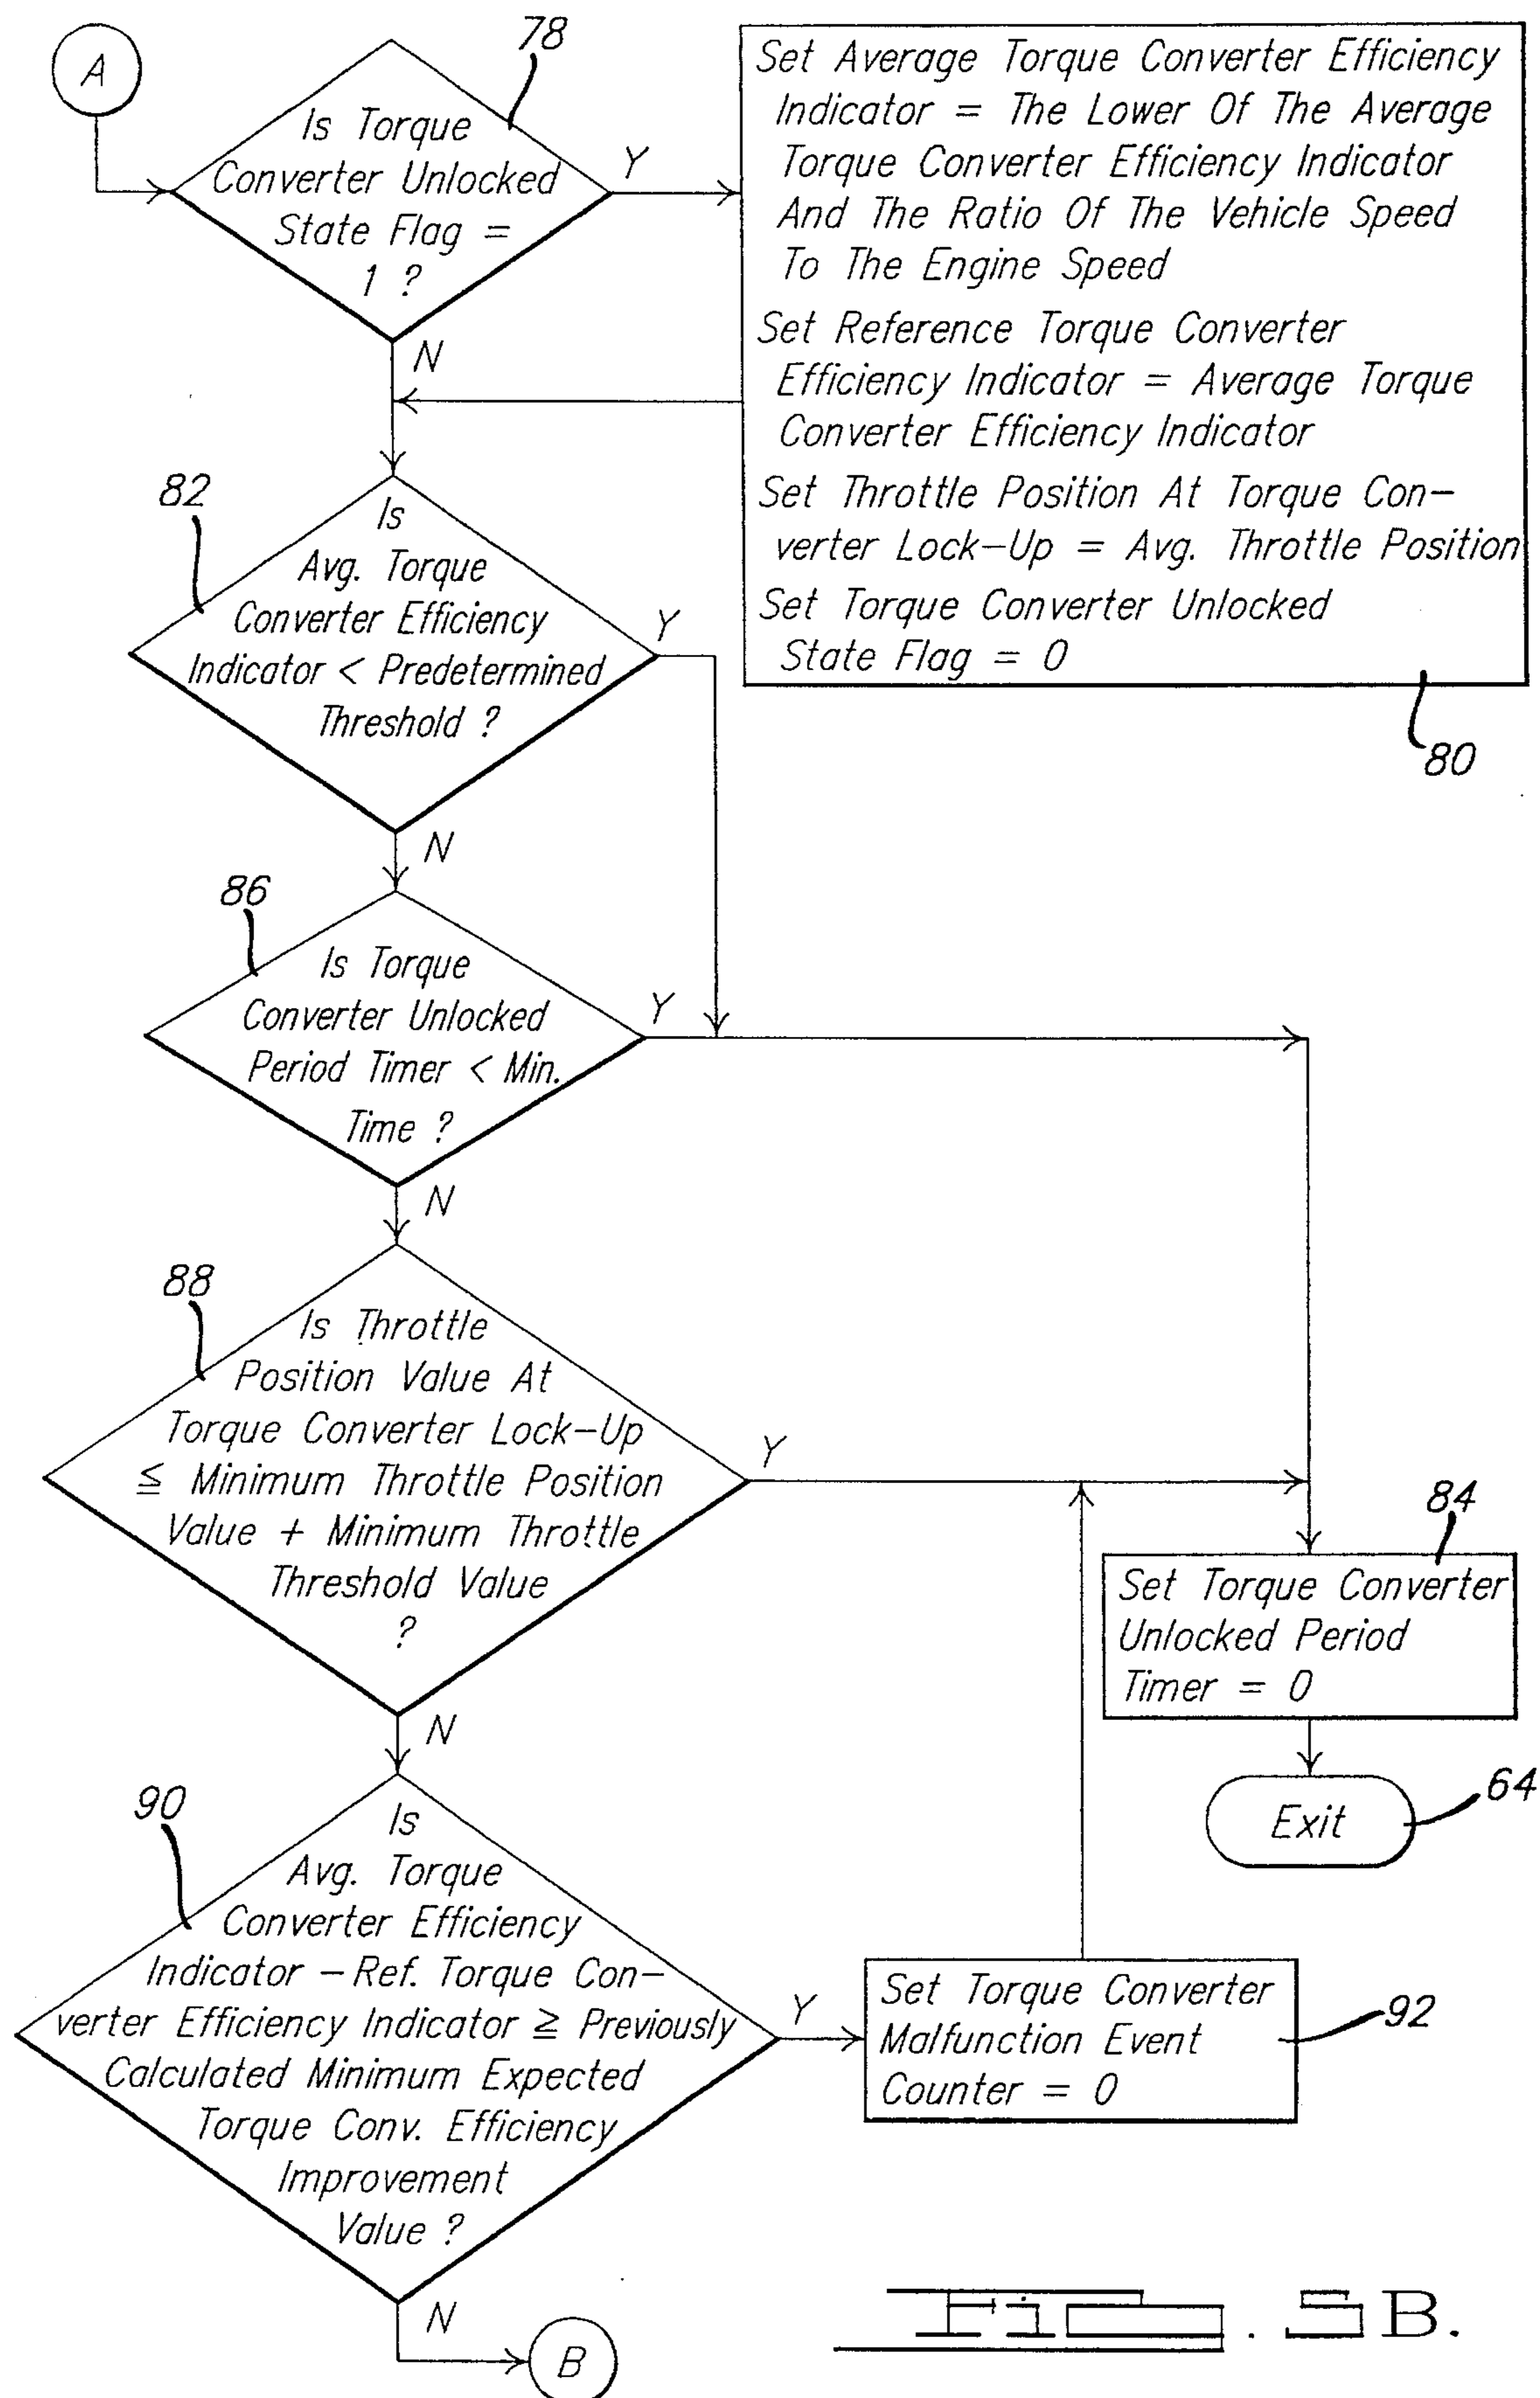 A
78
Is Torque
Converter Unlocked
State Flag =
1 ?
Y
N
Set Average Torque Converter Efficiency
Indicator = The Lower Of The Average
Torque Converter Efficiency Indicator
And The Ratio Of The Vehicle Speed
To The Engine Speed
Set Reference Torque Converter
Efficiency Indicator = Average Torque
Converter Efficiency Indicator
Set Throttle Position At Torque Con-
verter Lock-Up = Avg. Throttle Position
Set Torque Converter Unlocked
State Flag = 0
80
82
Is
Avg. Torque
Converter Efficiency
Indicator < Predetermined
Threshold ?
Y
N
86
Is Torque
Converter Unlocked
Period Timer < Min.
Time ?
Y
N
88
Is Throttle
Position Value At
Torque Converter Lock-Up
≦ Minimum Throttle Position
Value + Minimum Throttle
Threshold Value
?
Y
N
84
Set Torque Converter
Unlocked Period
Timer = 0
Exit
64
90
Is
Avg. Torque
Converter Efficiency
Indicator - Ref. Torque Con-
verter Efficiency Indicator ≧ Previously
Calculated Minimum Expected
Torque Conv. Efficiency
Improvement
Value ?
Y
N
Set Torque Converter
Malfunction Event
Counter = 0
92
B
Fig. 5B.